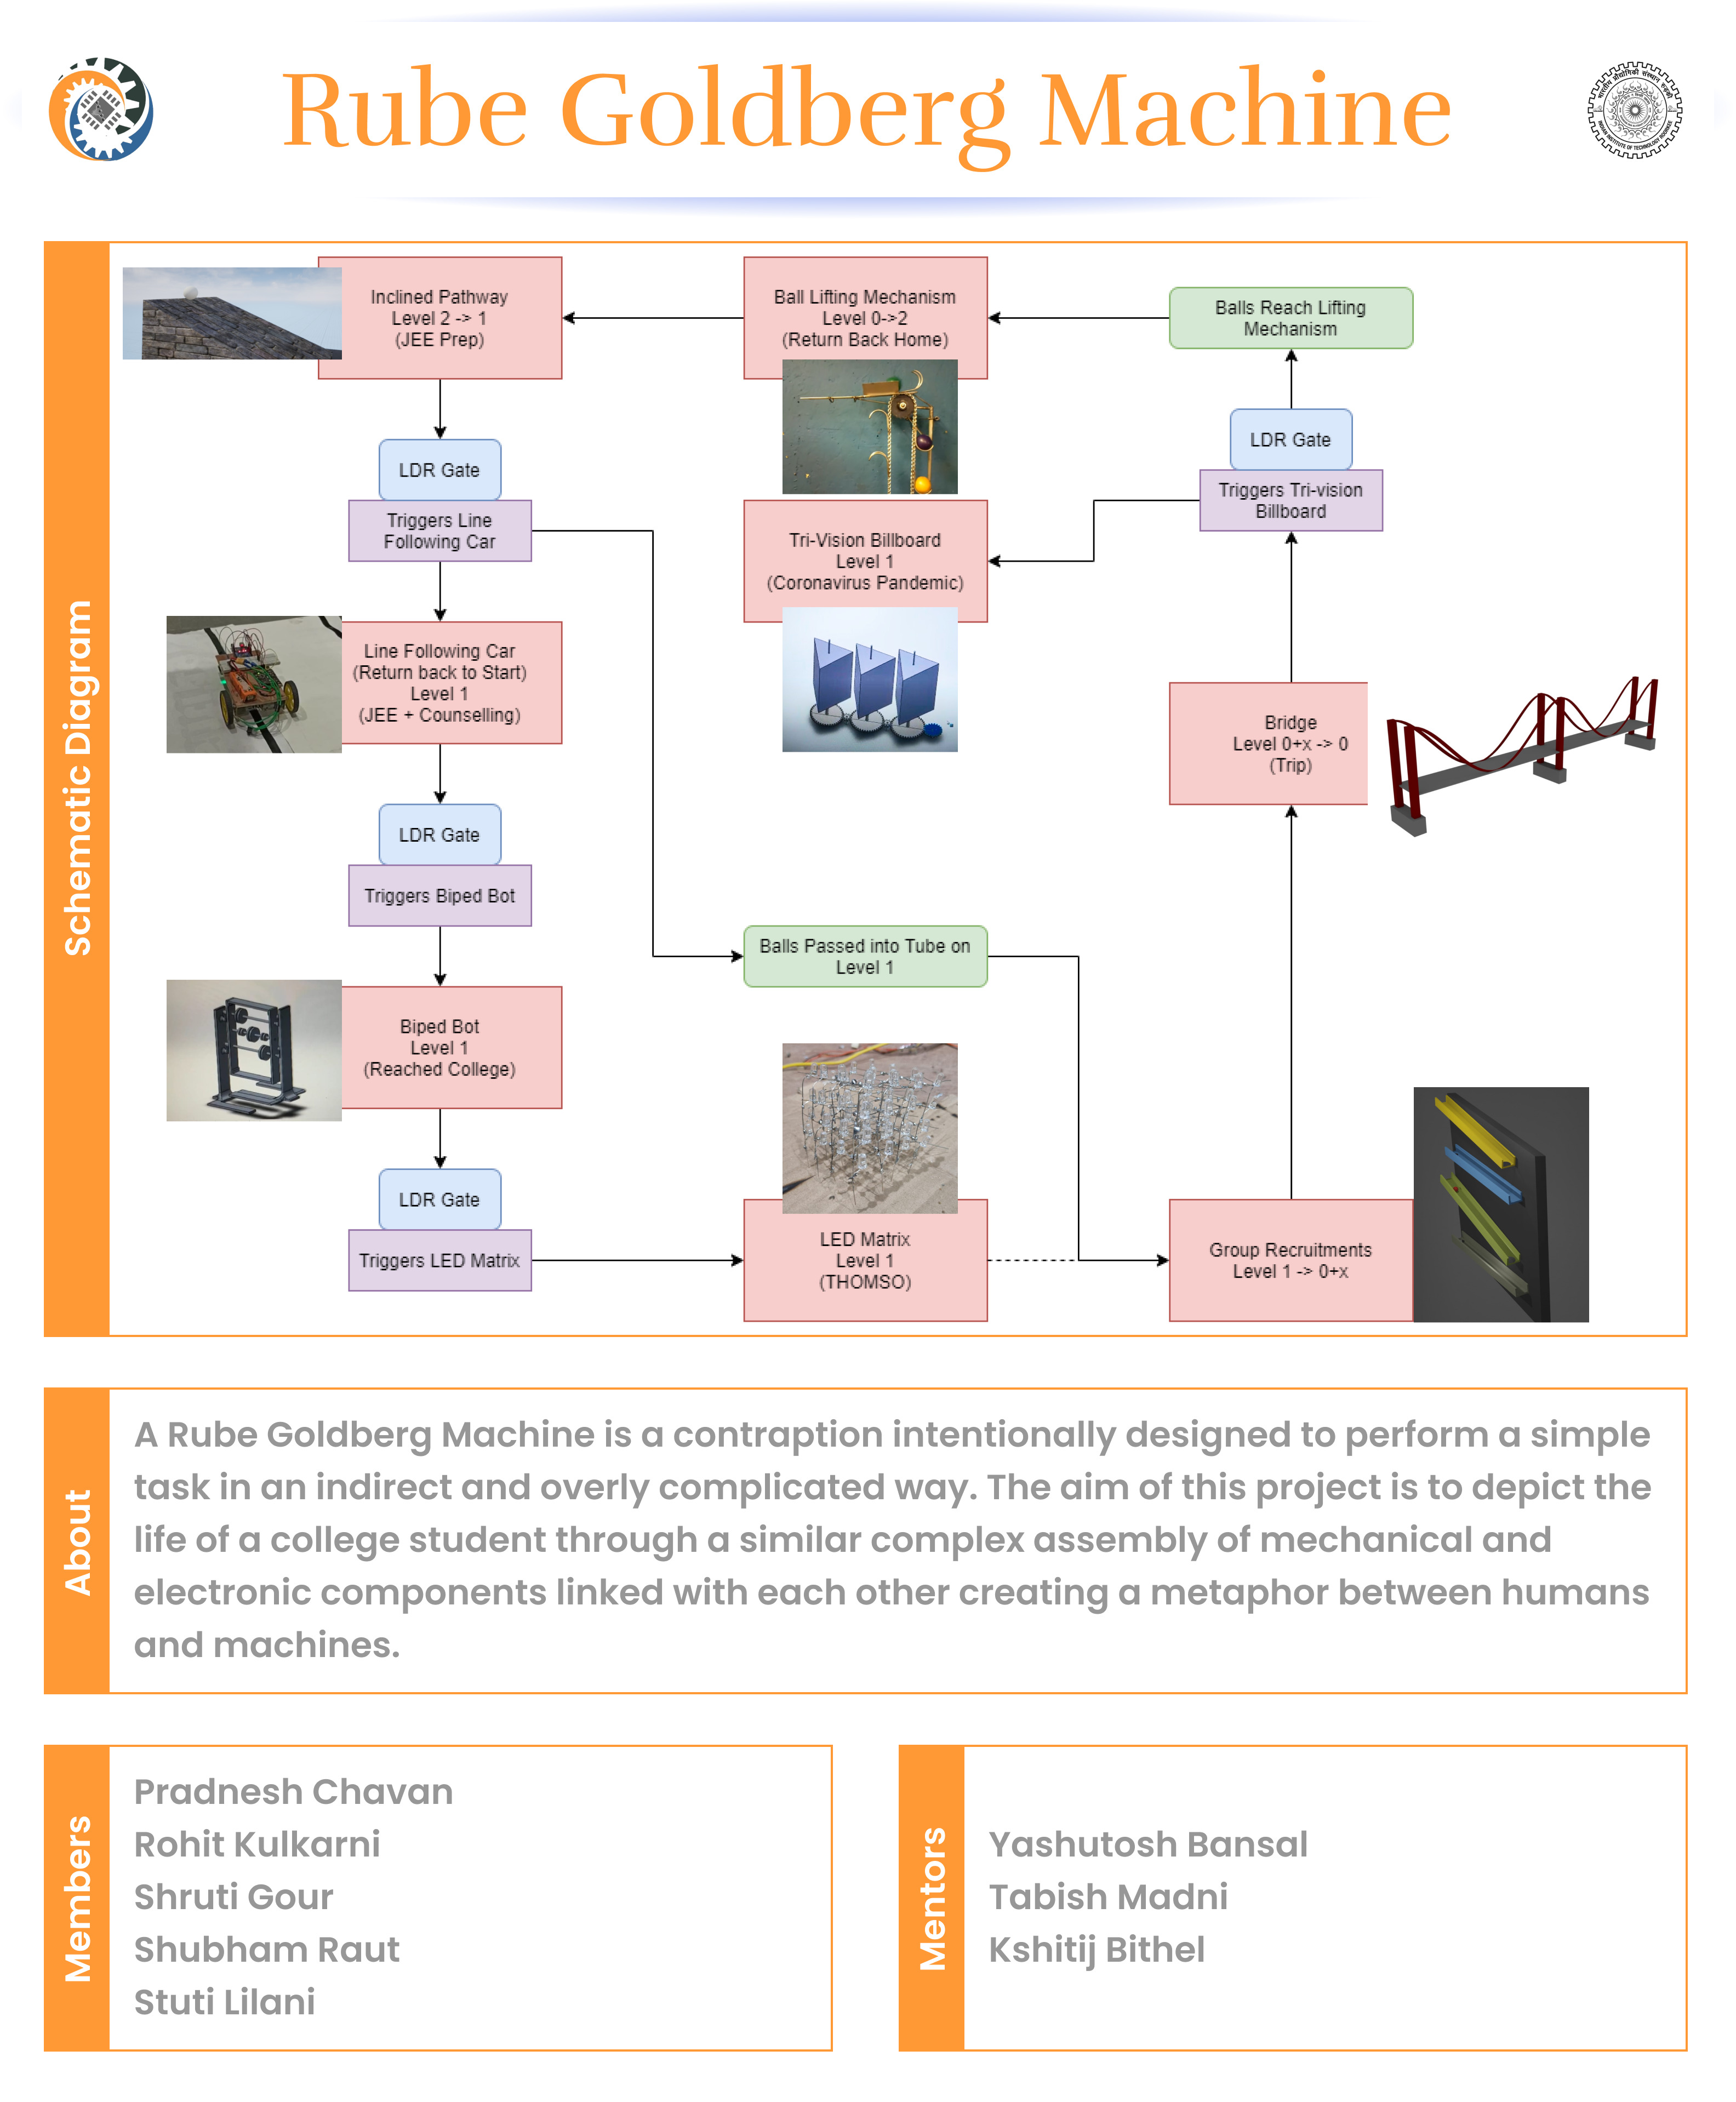 Rube Goldberg Machine
भारतीय प्रौद्योगिकी संस्थान रुड़की
INDIAN INSTITUTE OF TECHNOLOGY ROORKEE
Schematic Diagram
Inclined Pathway
Level 2 -> 1
(JEE Prep)
Ball Lifting Mechanism
Level 0->2
(Return Back Home)
Balls Reach Lifting
Mechanism
LDR Gate
Triggers Line
Following Car
LDR Gate
Triggers Tri-vision
Billboard
Tri-Vision Billboard
Level 1
(Coronavirus Pandemic)
Line Following Car
(Return back to Start)
Level 1
(JEE + Counselling)
Bridge
Level 0+x -> 0
(Trip)
LDR Gate
Triggers Biped Bot
Balls Passed into Tube on
Level 1
Biped Bot
Level 1
(Reached College)
LDR Gate
Triggers LED Matrix
LED Matrix
Level 1
(THOMSO)
Group Recruitments
Level 1 -> 0+x
About
A Rube Goldberg Machine is a contraption intentionally designed to perform a simple
task in an indirect and overly complicated way. The aim of this project is to depict the
life of a college student through a similar complex assembly of mechanical and
electronic components linked with each other creating a metaphor between humans
and machines.
Members
Pradnesh Chavan
Rohit Kulkarni
Shruti Gour
Shubham Raut
Stuti Lilani
Mentors
Yashutosh Bansal
Tabish Madni
Kshitij Bithel